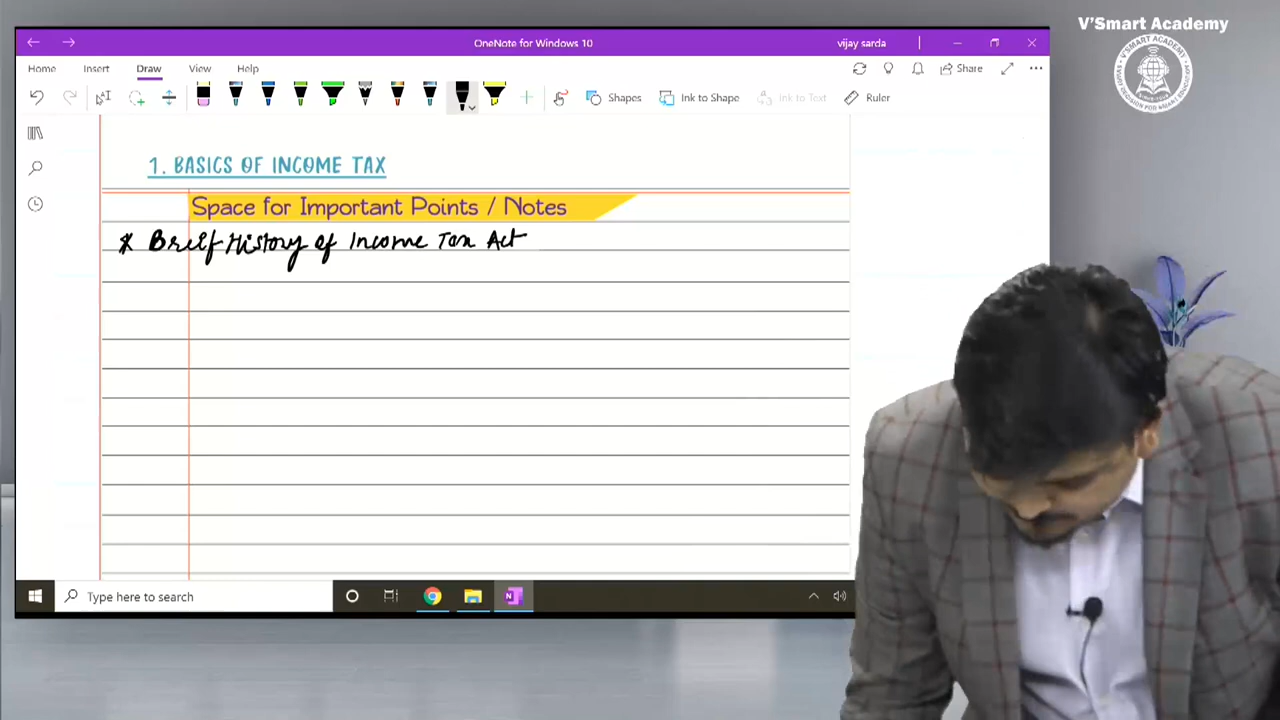 V'Smart Academy
OneNote for Windows 10
vijay sarda
Home Insert Draw View Help
Share
Shapes Ink to Shape Ink to Text Ruler
1. BASICS OF INCOME TAX
Space for Important Points / Notes
* Brief History of Income Tax Act
Type here to search